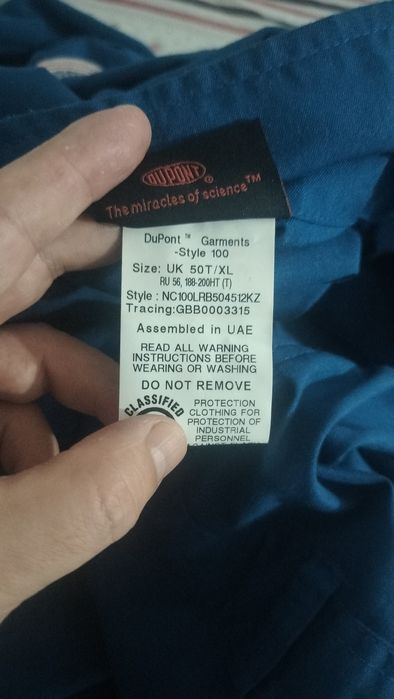 DUPONT®
The miracles of science™
DuPont™ Garments
-Style 100
Size: UK 50T/XL
RU 56, 188-200HT (T)
Style : NC100LRB504512KZ
Tracing:GBB0003315
Assembled in UAE
READ ALL WARNING
INSTRUCTIONS BEFORE
WEARING OR WASHING
DO NOT REMOVE
CLASSIFIED
PROTECTION
CLOTHING FOR
PROTECTION OF
INDUSTRIAL
PERSONNEL